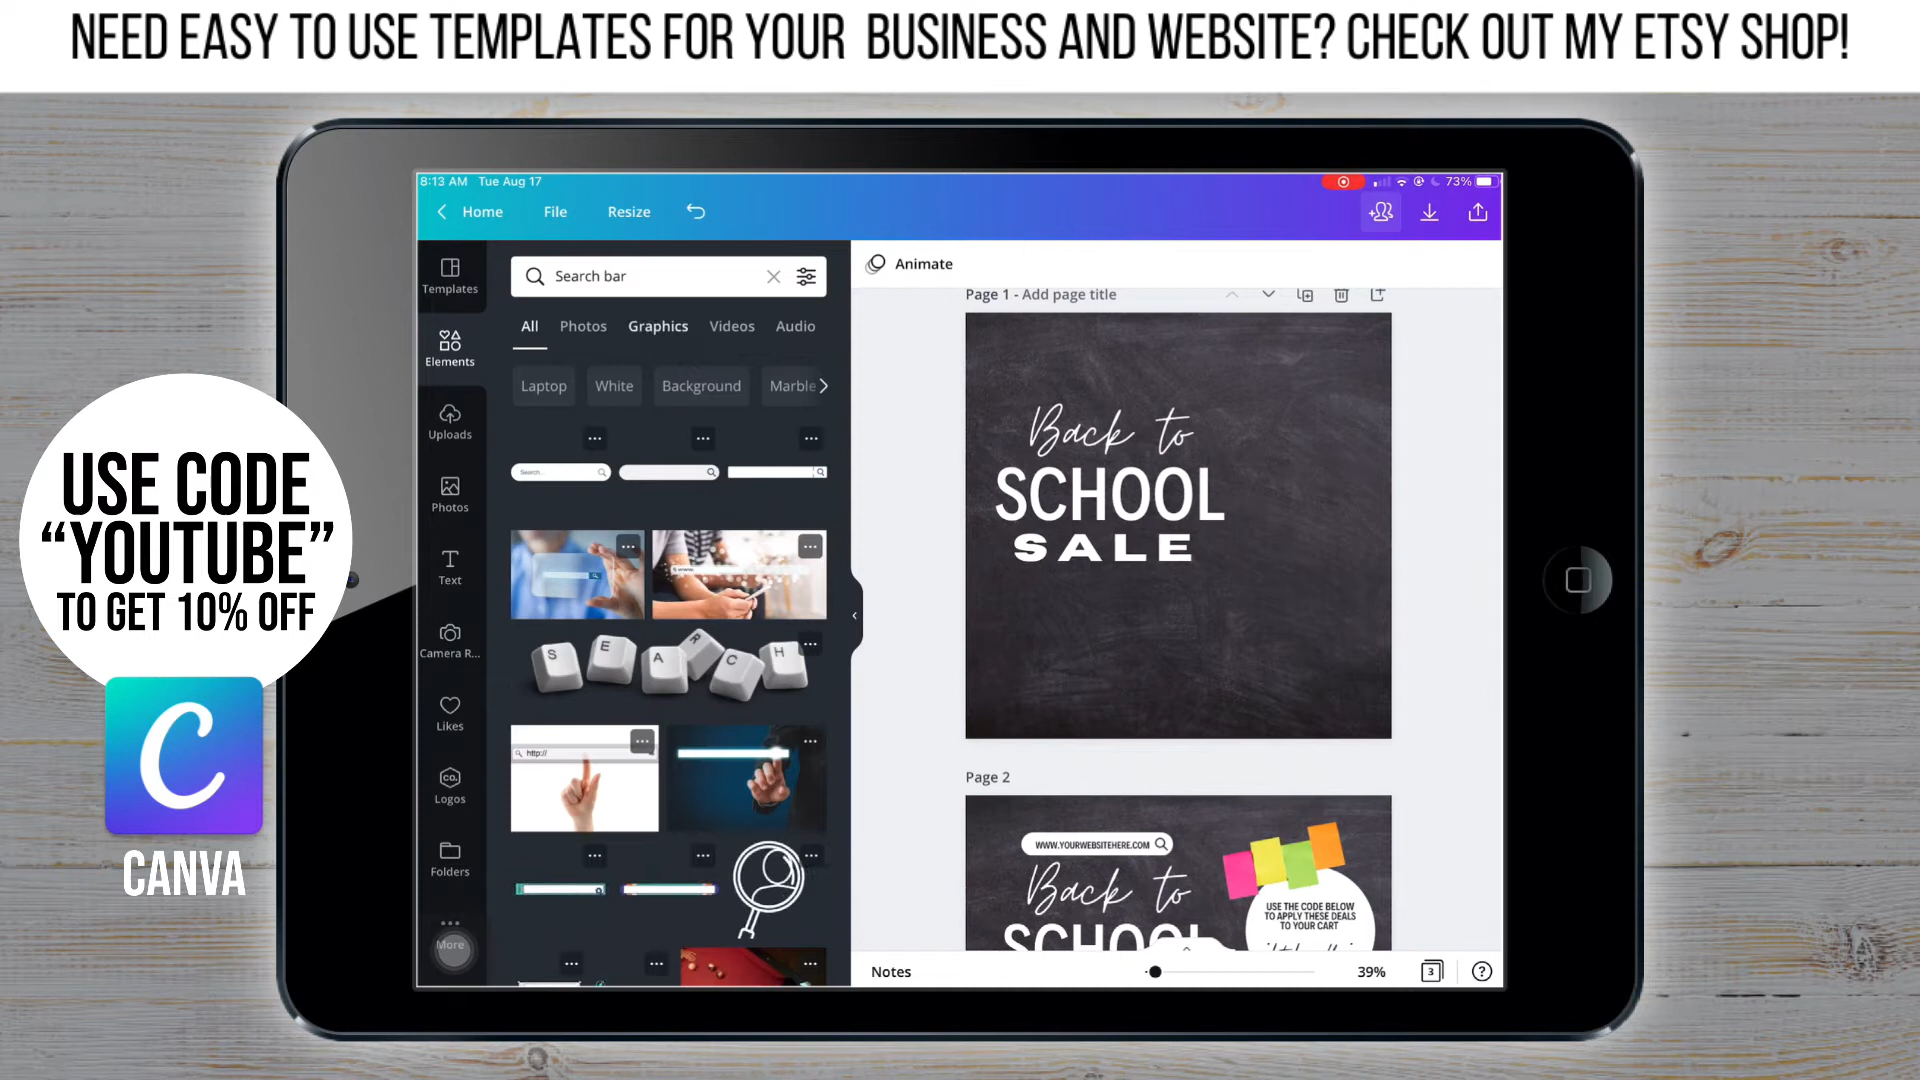 NEED EASY TO USE TEMPLATES FOR YOUR BUSINESS AND WEBSITE? CHECK OUT MY ETSY SHOP!
8:13 AM Tue Aug 17
73%
Home File Resize
Templates
Elements
Uploads
Photos
Text
Camera R...
Likes
Logos
Folders
More
Search bar
All Photos Graphics Videos Audio
Laptop White Background Marble
Search...
S E A R C H
http://
CO.
Animate
Page 1 - Add page title
Back to
SCHOOL
SALE
Page 2
WWW.YOURWEBSITEHERE.COM
Back to
SCHOOL
USE THE CODE BELOW
TO APPLY THESE DEALS
TO YOUR CART
Notes
39%
3
?
USE CODE
“YOUTUBE”
TO GET 10% OFF
C
CANVA